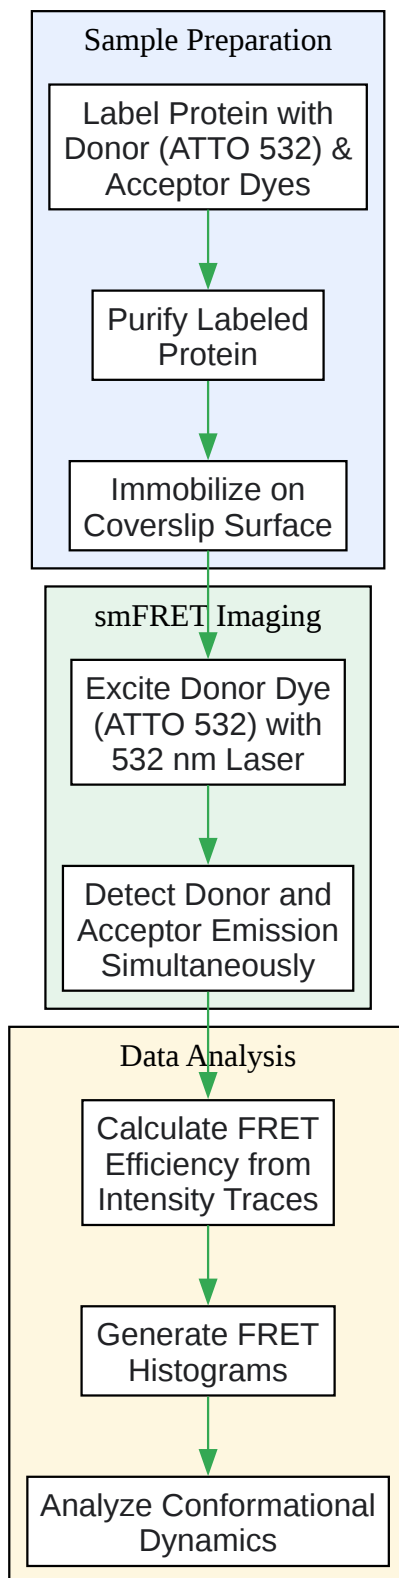 Sample Preparation
Label Protein with
Donor (ATTO 532) &
Acceptor Dyes
Purify Labeled
Protein
Immobilize on
Coverslip Surface
smFRET Imaging
Excite Donor Dye
(ATTO 532) with
532 nm Laser
Detect Donor and
Acceptor Emission
Simultaneously
Data Analysis
Calculate FRET
Efficiency from
Intensity Traces
Generate FRET
Histograms
Analyze Conformational
Dynamics